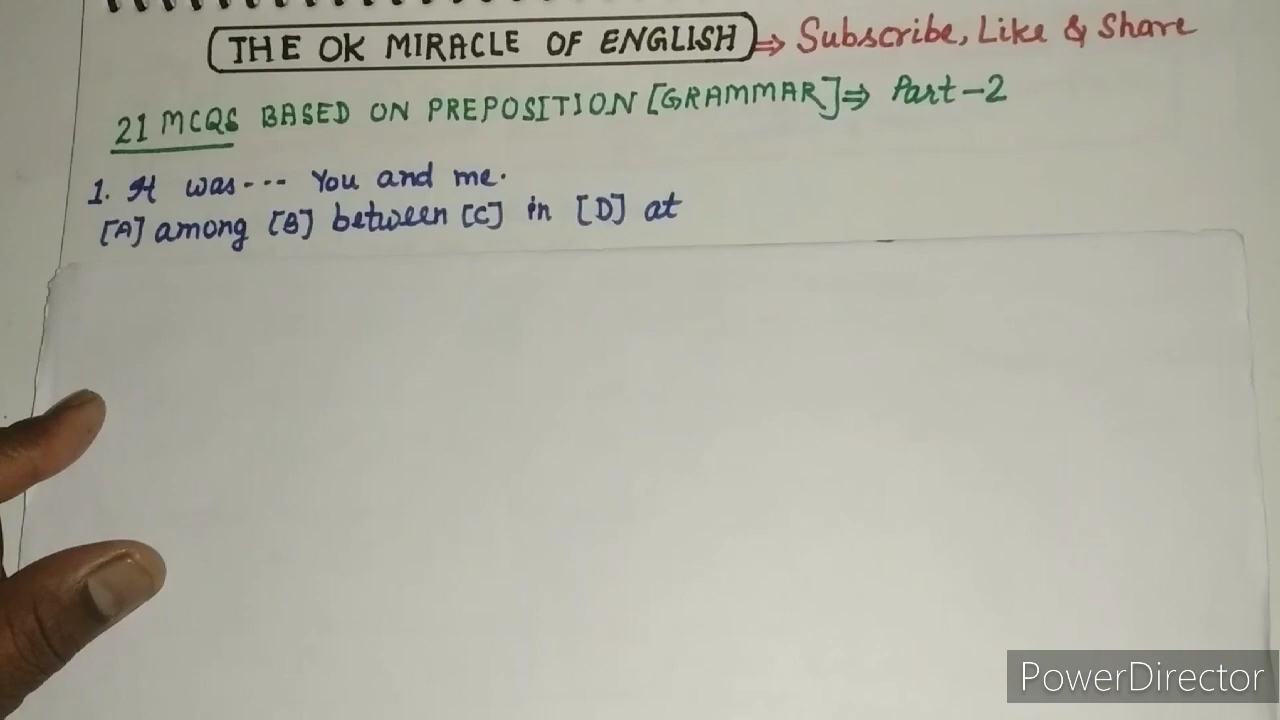 THE OK MIRACLE OF ENGLISH ⇒ Subscribe, Like & Share
21 MCQS BASED ON PREPOSITION [GRAMMAR] ⇒ Part-2
1. It was--- You and me.
[A] among [B] between [C] in [D] at
PowerDirector